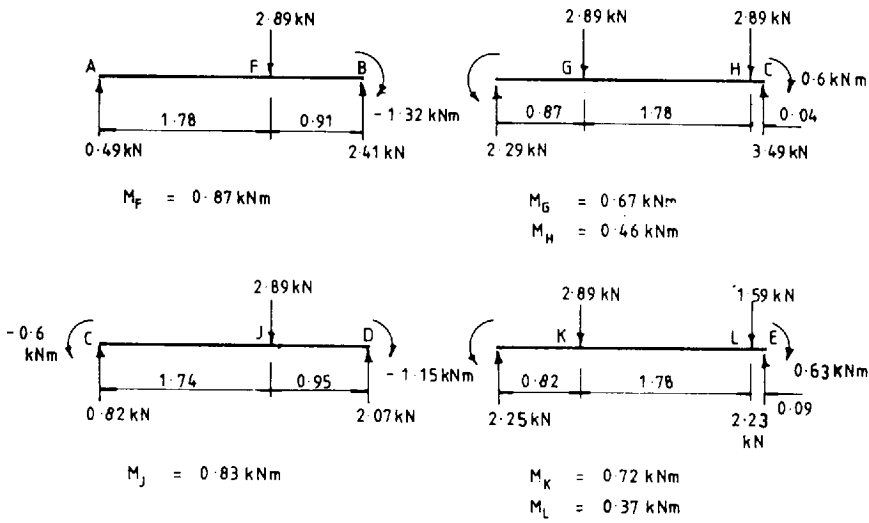 2·89 kN
A F B
- 1·32 kNm
1·78 0·91
0·49 kN 2·41 kN
M_F = 0·87 kNm
2·89 kN 2·89 kN
G H C
0·6 kNm
0·87 1·78 0·04
2·29 kN 3·49 kN
M_G = 0·67 kNm
M_H = 0·46 kNm
2·89 kN
-0·6
kNm
C J D
- 1·15 kNm
1·74 0·95
0·82 kN 2·07 kN
M_J = 0·83 kNm
2·89 kN 1·59 kN
K L E
0·63 kNm
0·82 1·78 0·09
2·25 kN 2·23
kN
M_K = 0·72 kNm
M_L = 0·37 kNm